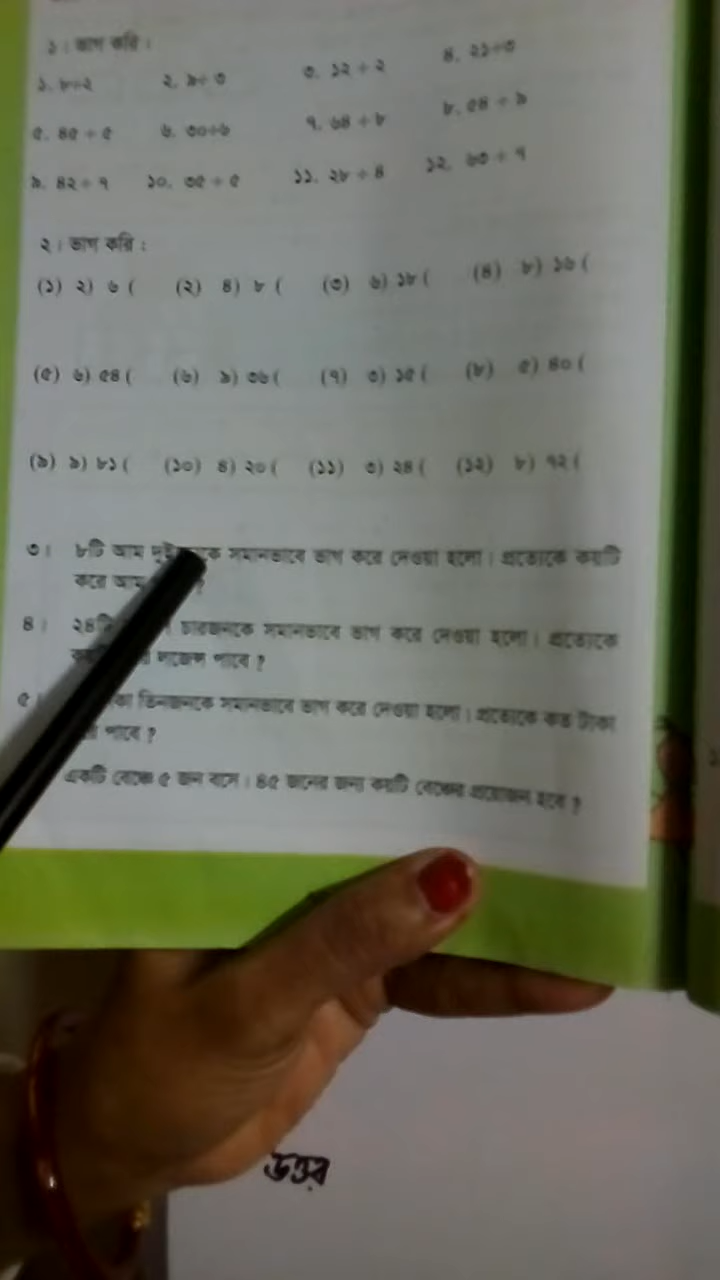 ১। ভাগ করি :
১. ৮÷২ ২. ৯÷৩ ৩. ১২ ÷ ২ ৪. ২১÷৩
৫. ৪৫ ÷ ৫ ৬. ৩০÷৬ ৭. ৬৪ ÷ ৮ ৮. ৫৪ ÷ ৯
৯. ৪২ ÷ ৭ ১০. ৩৫ ÷ ৫ ১১. ২৮ ÷ ৪ ১২. ৬৩ ÷ ৭
২। ভাগ করি :
(১) ২) ৬ ( (২) ৪) ৮ ( (৩) ৬) ১৮ ( (৪) ৮) ১৬ (
(৫) ৬) ৫৪ ( (৬) ৯) ৩৬ ( (৭) ৩) ১৫ ( (৮) ৫) ৪০ (
(৯) ৯) ৮১ ( (১০) ৪) ২০ ( (১১) ৩) ২৪ ( (১২) ৮) ৭২ (
৩। ৮টি আম সমানভাবে ভাগ করে দেওয়া হলো। প্রত্যেকে কয়টি
করে আম ?
৪। ২৪টি চারজনকে সমানভাবে ভাগ করে দেওয়া হলো। প্রত্যেকে
লজেন্স পাবে ?
৫। তিনজনকে সমানভাবে ভাগ করে দেওয়া হলো। প্রত্যেকে কত টাকা
পাবে ?
একটি বেঞ্চে ৫ জন বসে। ৪৫ জনের জন্য কয়টি বেঞ্চের প্রয়োজন হবে ?
উত্তর